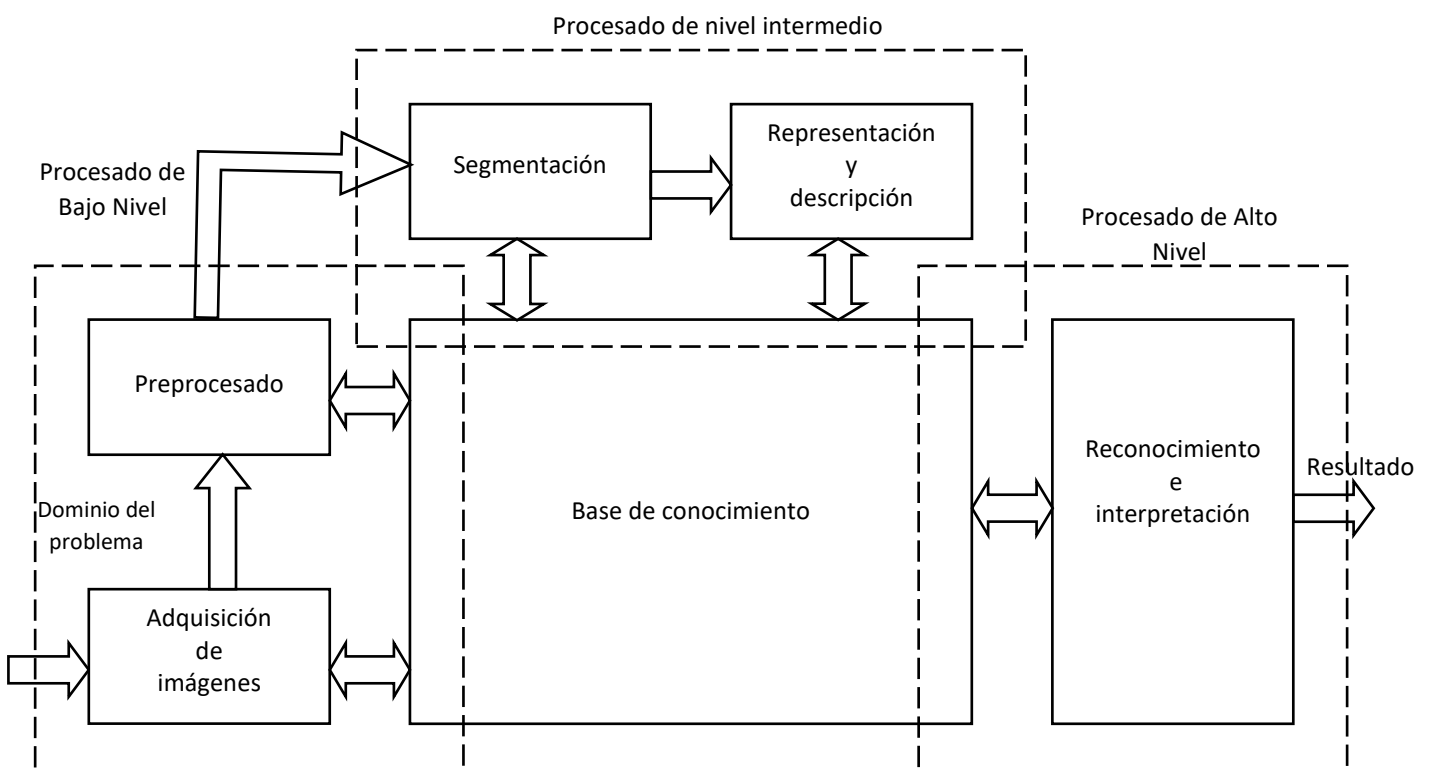 Procesado de nivel intermedio
Segmentación
Representación
y
descripción
Procesado de
Bajo Nivel
Procesado de Alto
Nivel
Preprocesado
Dominio del
problema
Adquisición
de
imágenes
Base de conocimiento
Reconocimiento
e
interpretación
Resultado